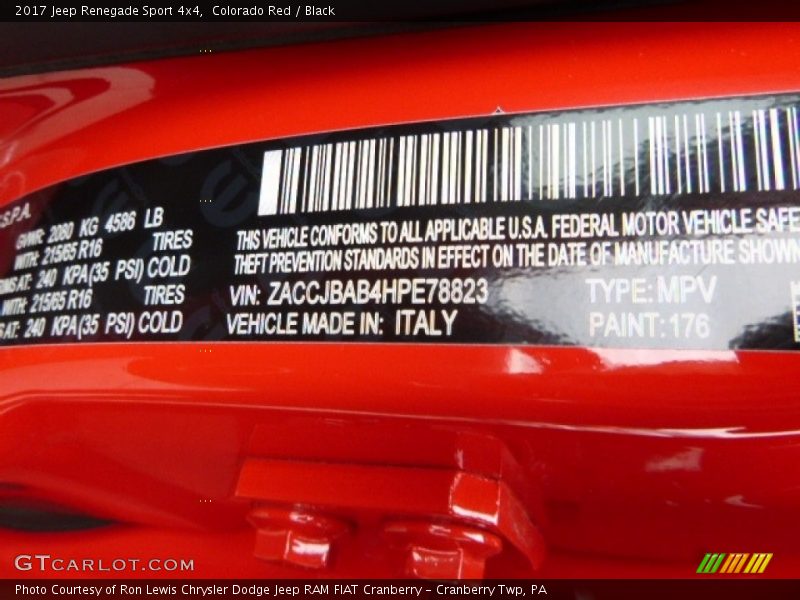 2017 Jeep Renegade Sport 4x4, Colorado Red / Black
S.P.A.
GVWR: 2080 KG 4586 LB
WITH: 215/65 R16 TIRES
AT: 240 KPA(35 PSI) COLD
WITH: 215/65 R16 TIRES
AT: 240 KPA(35 PSI) COLD
THIS VEHICLE CONFORMS TO ALL APPLICABLE U.S.A. FEDERAL MOTOR VEHICLE SAFE
THEFT PREVENTION STANDARDS IN EFFECT ON THE DATE OF MANUFACTURE SHOWN
VIN: ZACCJBAB4HPE78823 TYPE: MPV
VEHICLE MADE IN: ITALY PAINT: 176
GTCARLOT.COM
Photo Courtesy of Ron Lewis Chrysler Dodge Jeep RAM FIAT Cranberry - Cranberry Twp, PA